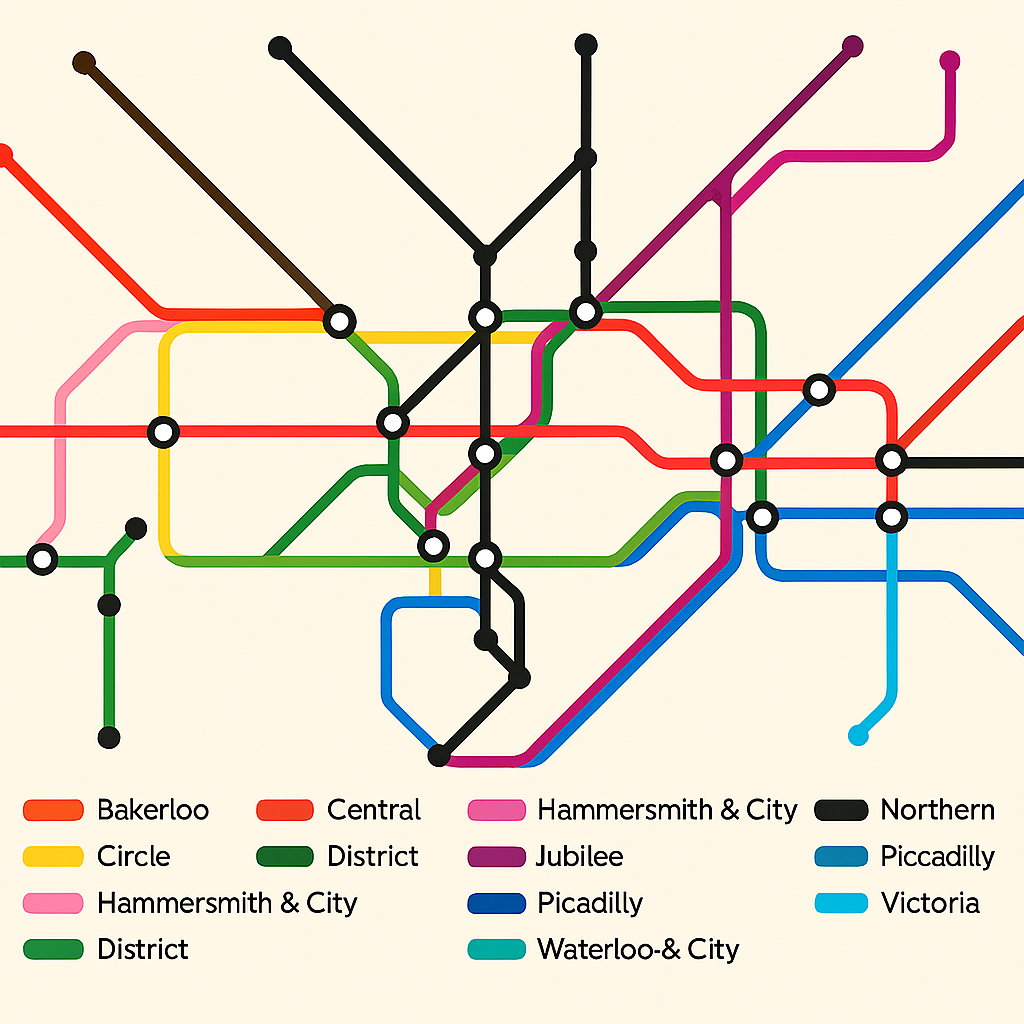 Bakerloo Central Hammersmith & City Northern
Circle District Jubilee Piccadilly
Hammersmith & City Picadilly Victoria
District Waterloo-& City